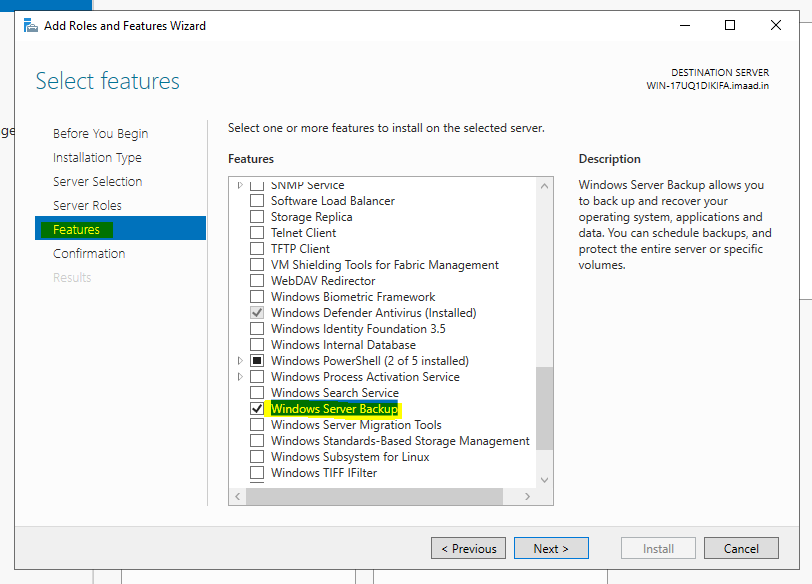 Add Roles and Features Wizard
Select features
DESTINATION SERVER
WIN-17UQ1DIKIFA.imaad.in
ge
Before You Begin
Installation Type
Server Selection
Server Roles
Features
Confirmation
Results
Select one or more features to install on the selected server.
Features
SNMP Service
Software Load Balancer
Storage Replica
Telnet Client
TFTP Client
VM Shielding Tools for Fabric Management
WebDAV Redirector
Windows Biometric Framework
Windows Defender Antivirus (Installed)
Windows Identity Foundation 3.5
Windows Internal Database
Windows PowerShell (2 of 5 installed)
Windows Process Activation Service
Windows Search Service
Windows Server Backup
Windows Server Migration Tools
Windows Standards-Based Storage Management
Windows Subsystem for Linux
Windows TIFF IFilter
Description
Windows Server Backup allows you
to back up and recover your
operating system, applications and
data. You can schedule backups, and
protect the entire server or specific
volumes.
< Previous
Next >
Install
Cancel